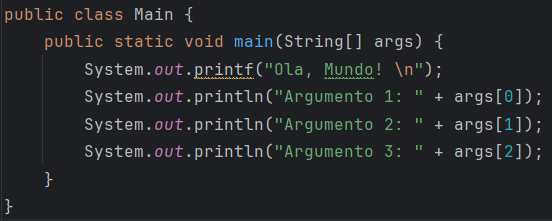 public class Main {
    public static void main(String[] args) {
        System.out.printf("Ola, Mundo! \n");
        System.out.println("Argumento 1: " + args[0]);
        System.out.println("Argumento 2: " + args[1]);
        System.out.println("Argumento 3: " + args[2]);
    }
}